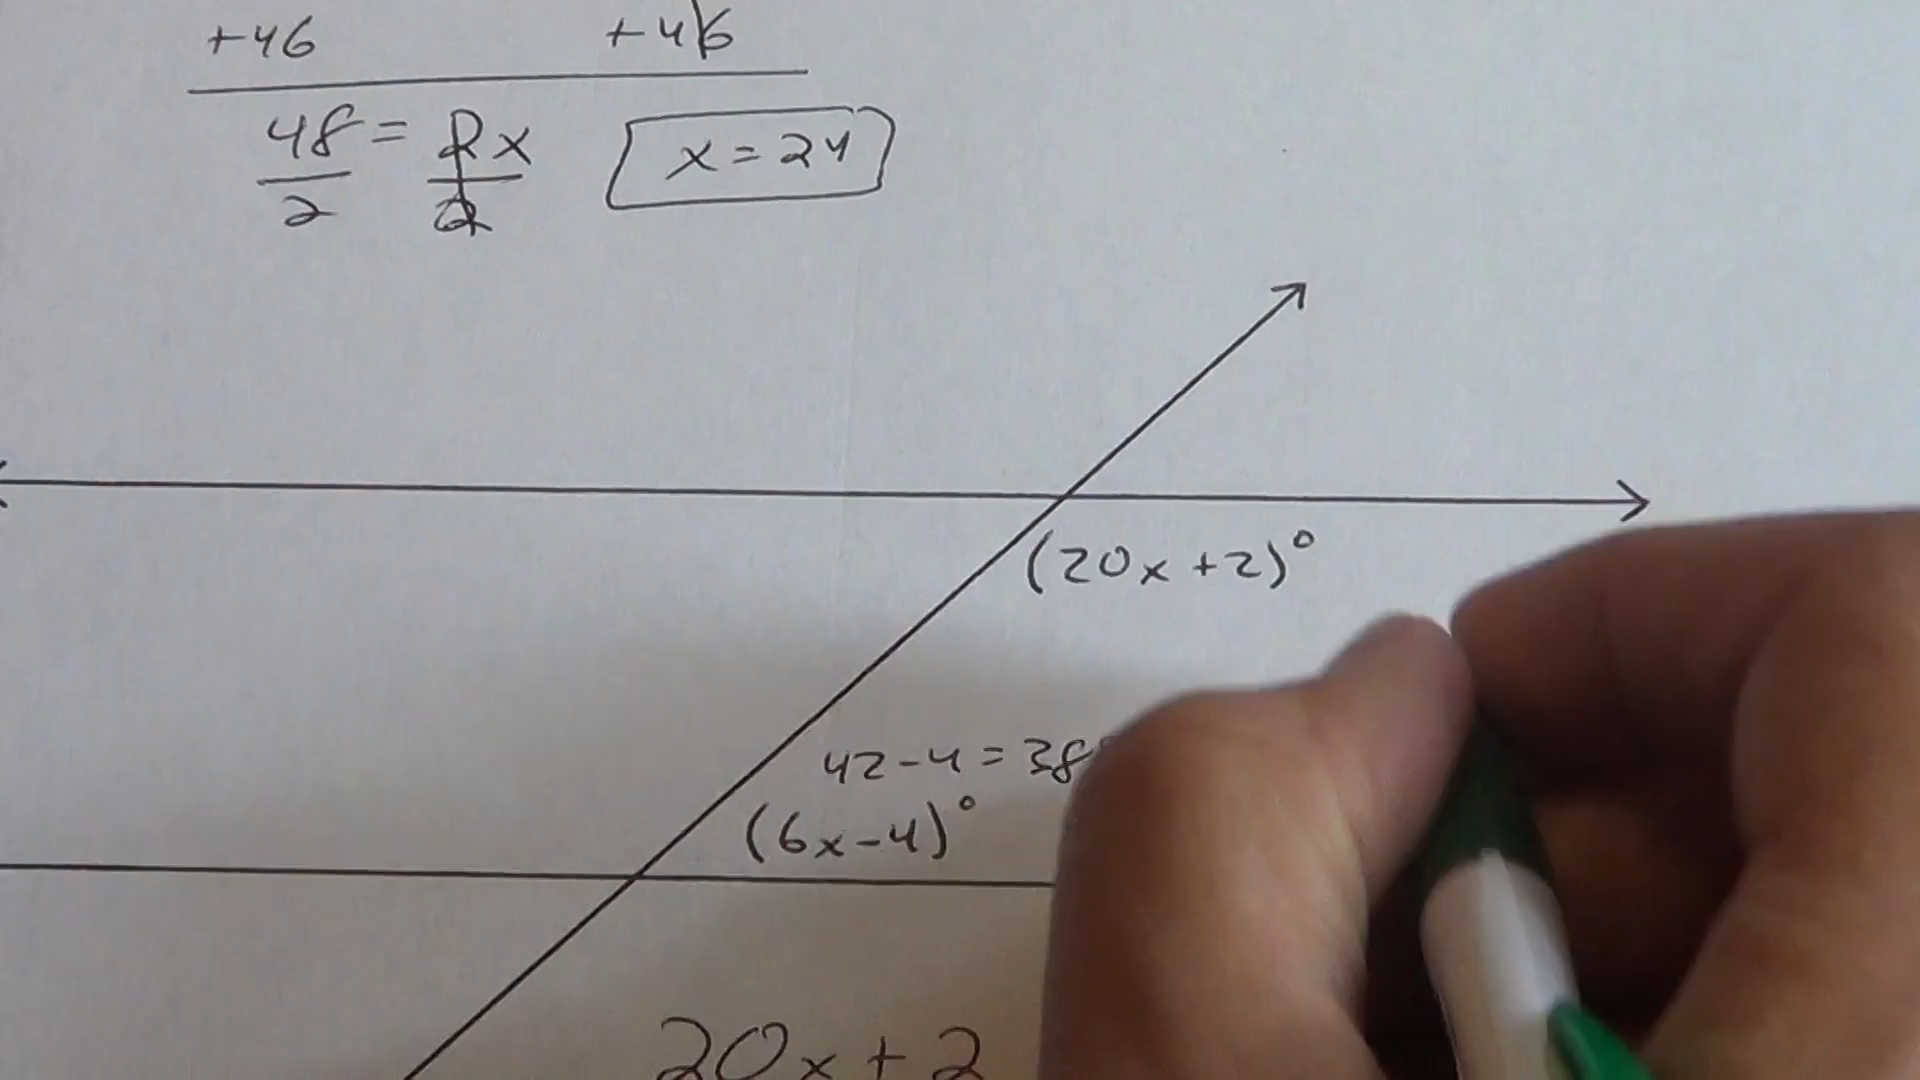 +46 +46
48 = 2x x = 24
2 2
(20x + 2)°
42 - 4 = 38
(6x - 4)°
20x + 2